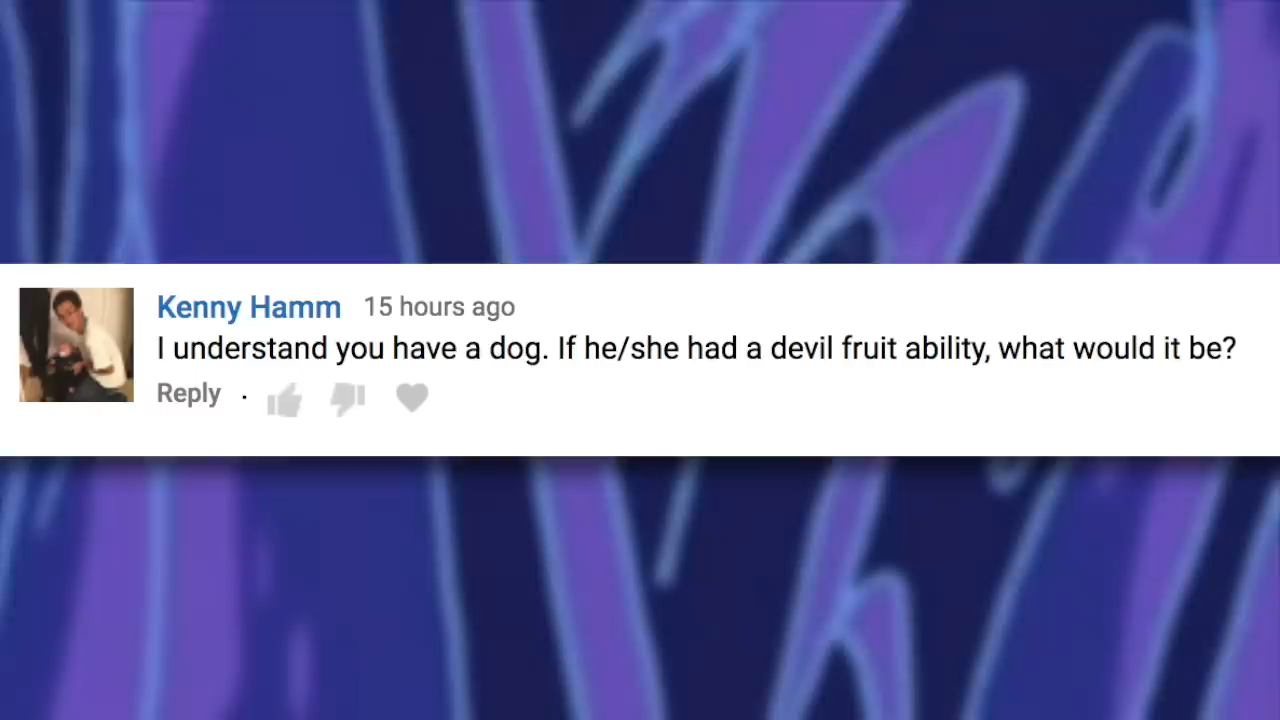 Kenny Hamm 15 hours ago
I understand you have a dog. If he/she had a devil fruit ability, what would it be?
Reply ·